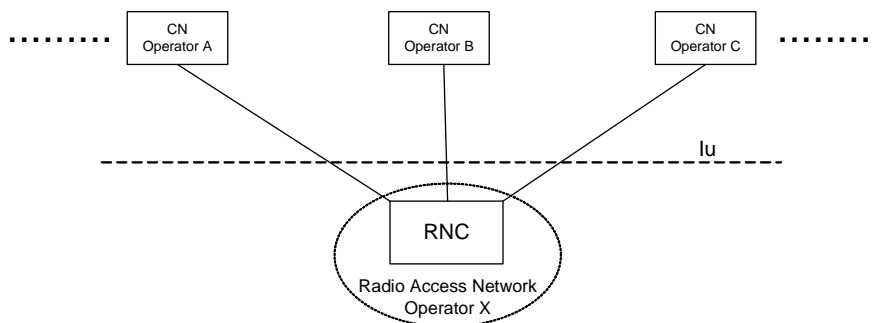 CN
Operator A
CN
Operator B
CN
Operator C
Iu
RNC
Radio Access Network
Operator X